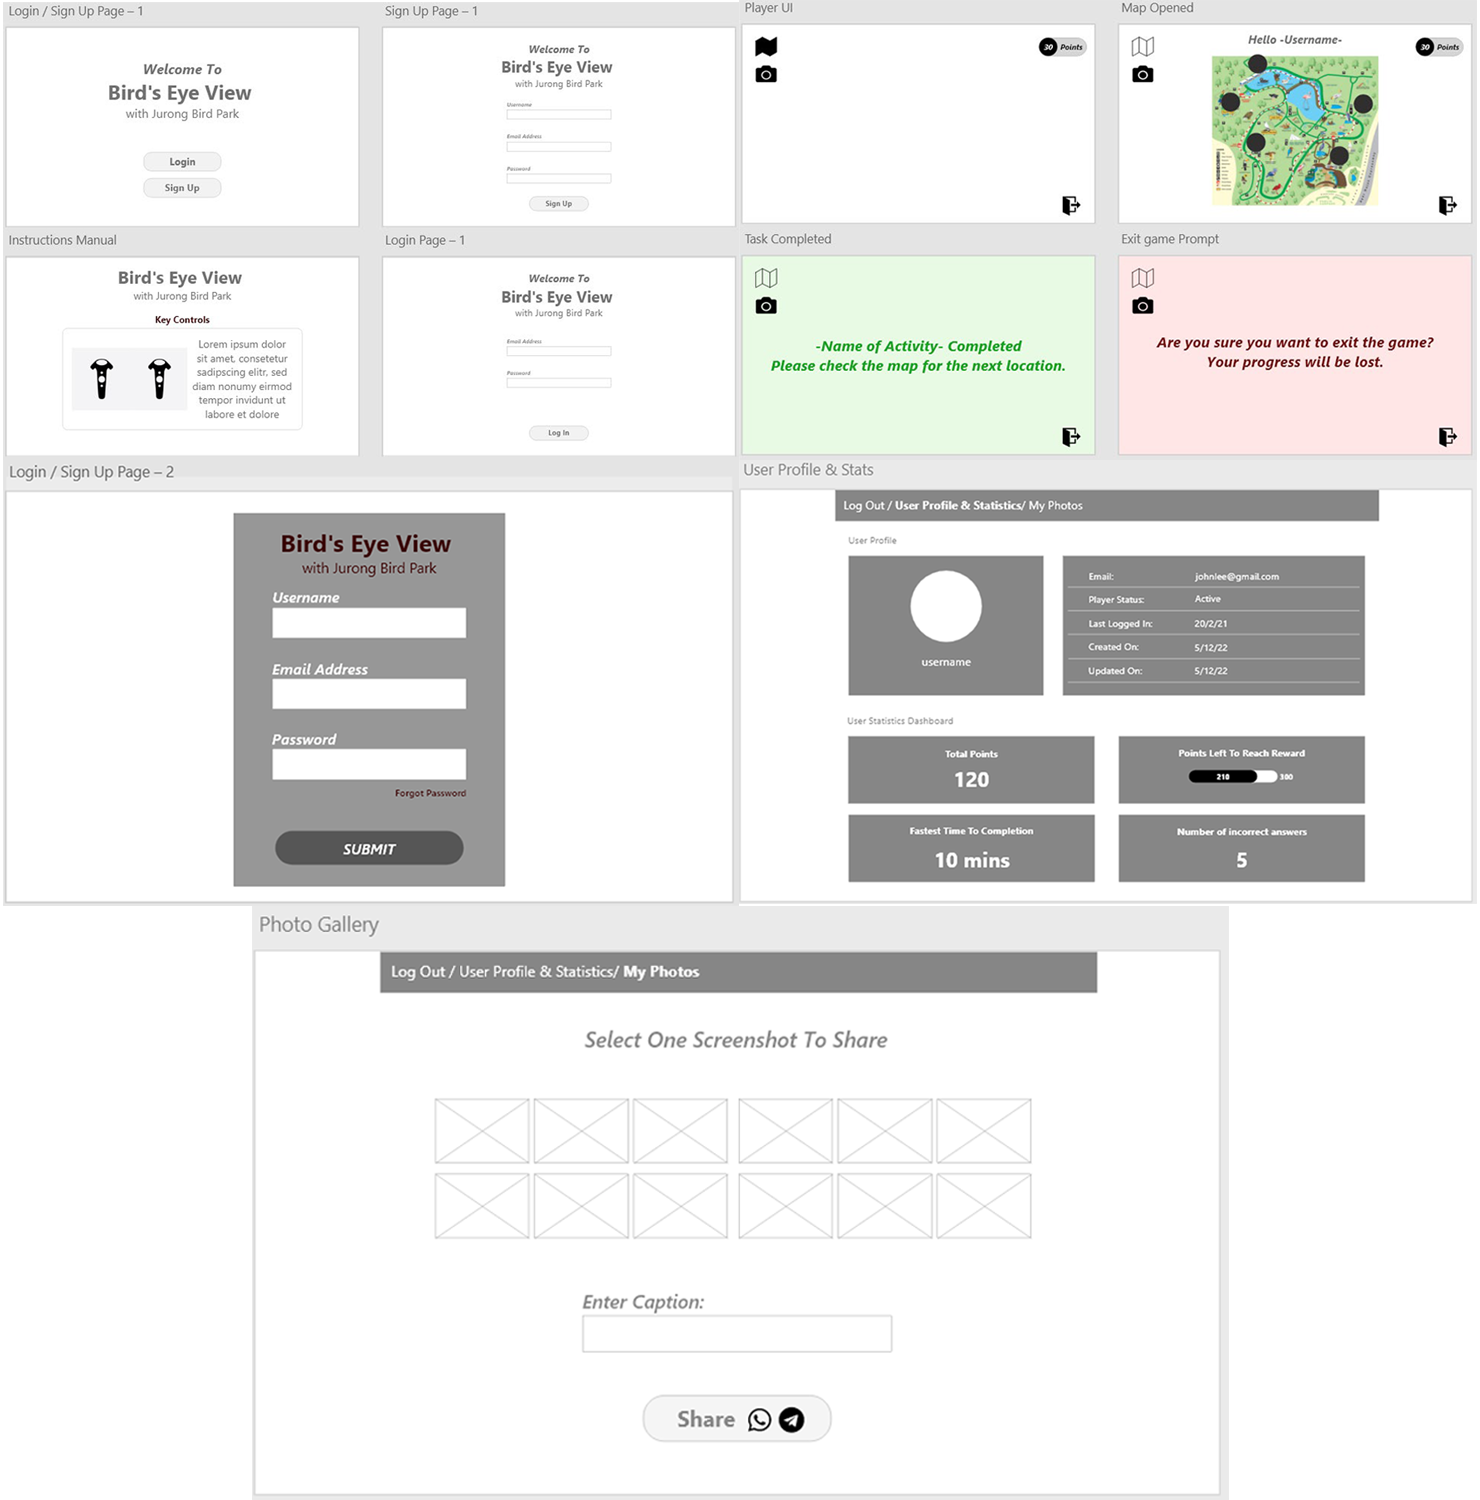 Login / Sign Up Page – 1
Welcome To
Bird's Eye View
with Jurong Bird Park
Login
Sign Up
Sign Up Page – 1
Welcome To
Bird's Eye View
with Jurong Bird Park
Username
Email Address
Password
Sign Up
Player UI
30 Points
Map Opened
Hello -Username-
30 Points
Instructions Manual
Bird's Eye View
with Jurong Bird Park
Key Controls
Lorem ipsum dolor
sit amet, consetetur
sadipscing elitr, sed
diam nonumy eirmod
tempor invidunt ut
labore et dolore
Login Page – 1
Welcome To
Bird's Eye View
with Jurong Bird Park
Email Address
Password
Log In
Task Completed
-Name of Activity- Completed
Please check the map for the next location.
Exit game Prompt
Are you sure you want to exit the game?
Your progress will be lost.
Login / Sign Up Page – 2
Bird's Eye View
with Jurong Bird Park
Username
Email Address
Password
Forgot Password
SUBMIT
User Profile & Stats
Log Out / User Profile & Statistics/ My Photos
User Profile
username
Email: johnlee@gmail.com
Player Status: Active
Last Logged In: 20/2/21
Created On: 5/12/22
Updated On: 5/12/22
User Statistics Dashboard
Total Points
120
Points Left To Reach Reward
210 300
Fastest Time To Completion
10 mins
Number of incorrect answers
5
Photo Gallery
Log Out / User Profile & Statistics/ My Photos
Select One Screenshot To Share
Enter Caption:
Share